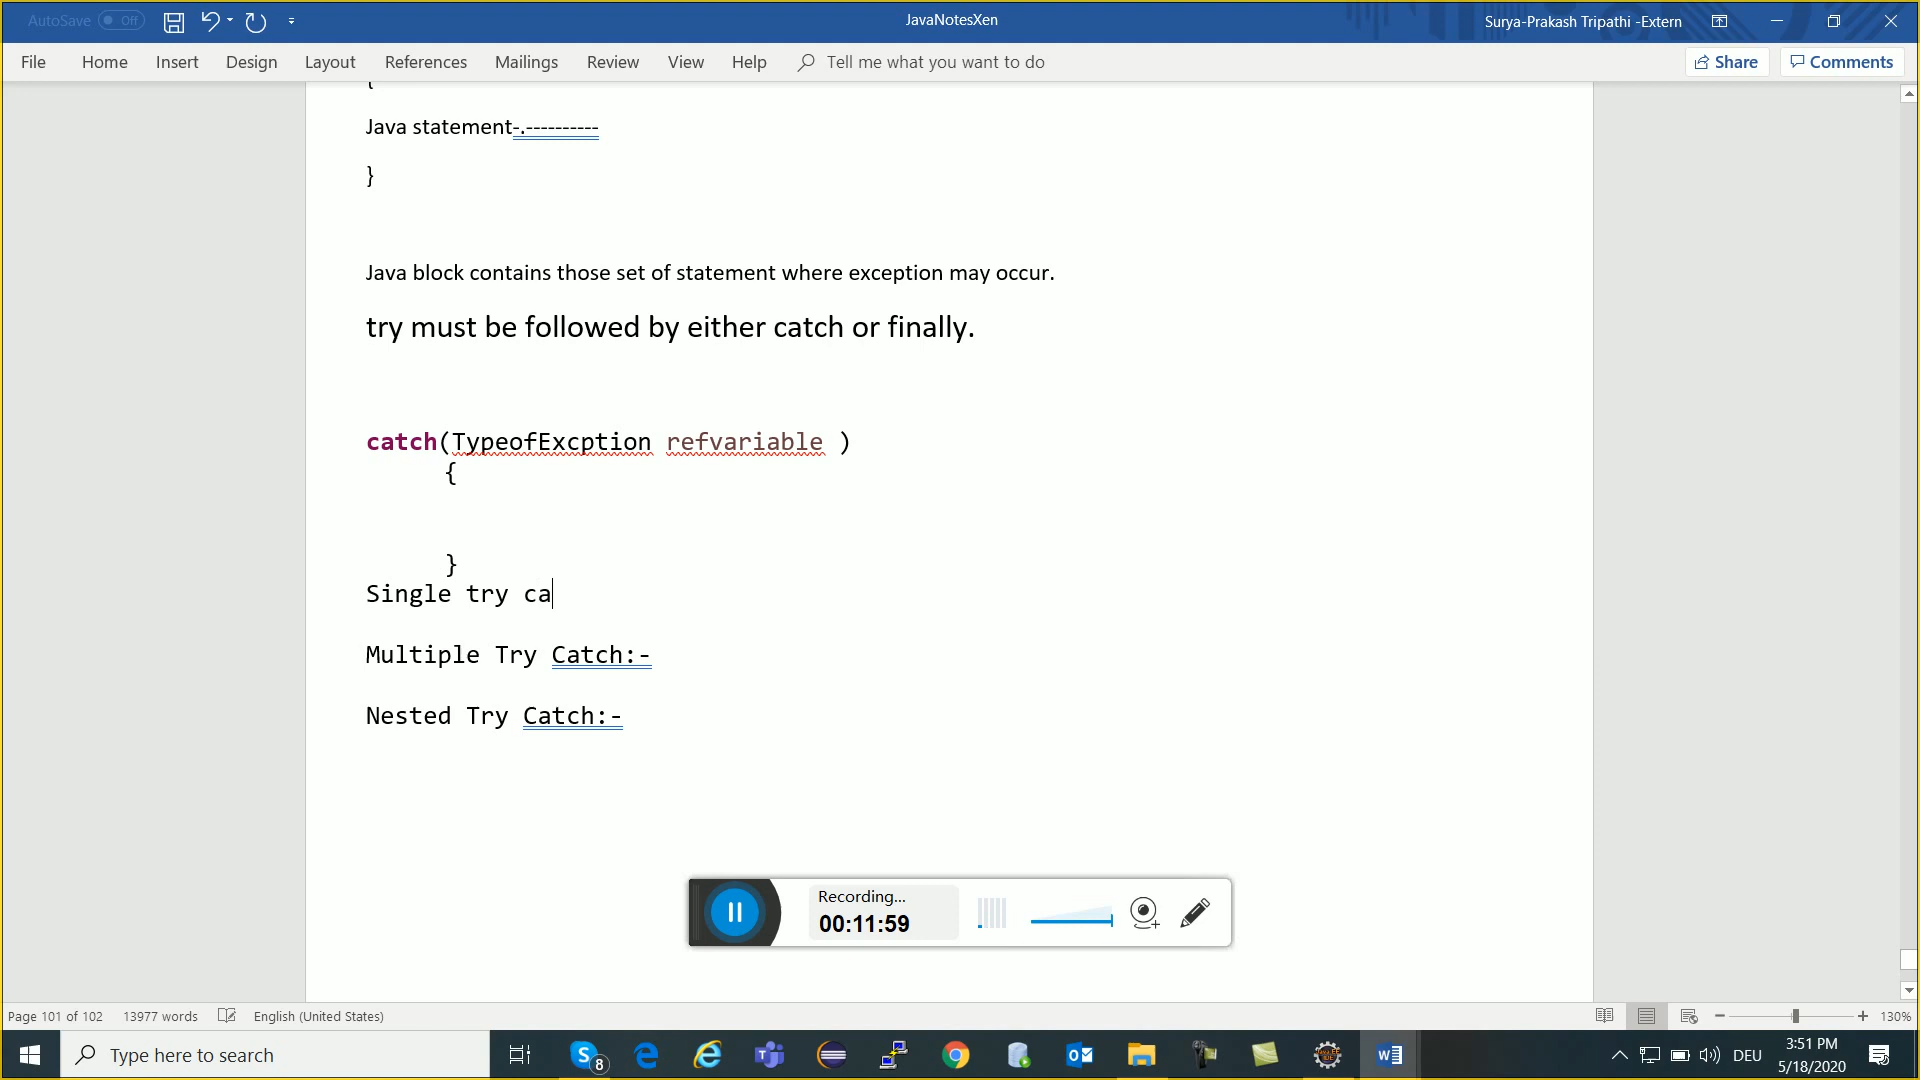 AutoSave Off
JavaNotesXen
Surya-Prakash Tripathi -Extern
File Home Insert Design Layout References Mailings Review View Help Tell me what you want to do
Share Comments
{
Java statement-.----------
}
Java block contains those set of statement where exception may occur.
try must be followed by either catch or finally.
catch(TypeofExcption refvariable )
{
}
Single try ca
Multiple Try Catch:-
Nested Try Catch:-
Recording...
00:11:59
Page 101 of 102 13977 words English (United States)
130%
Type here to search
8
DEU
3:51 PM
5/18/2020